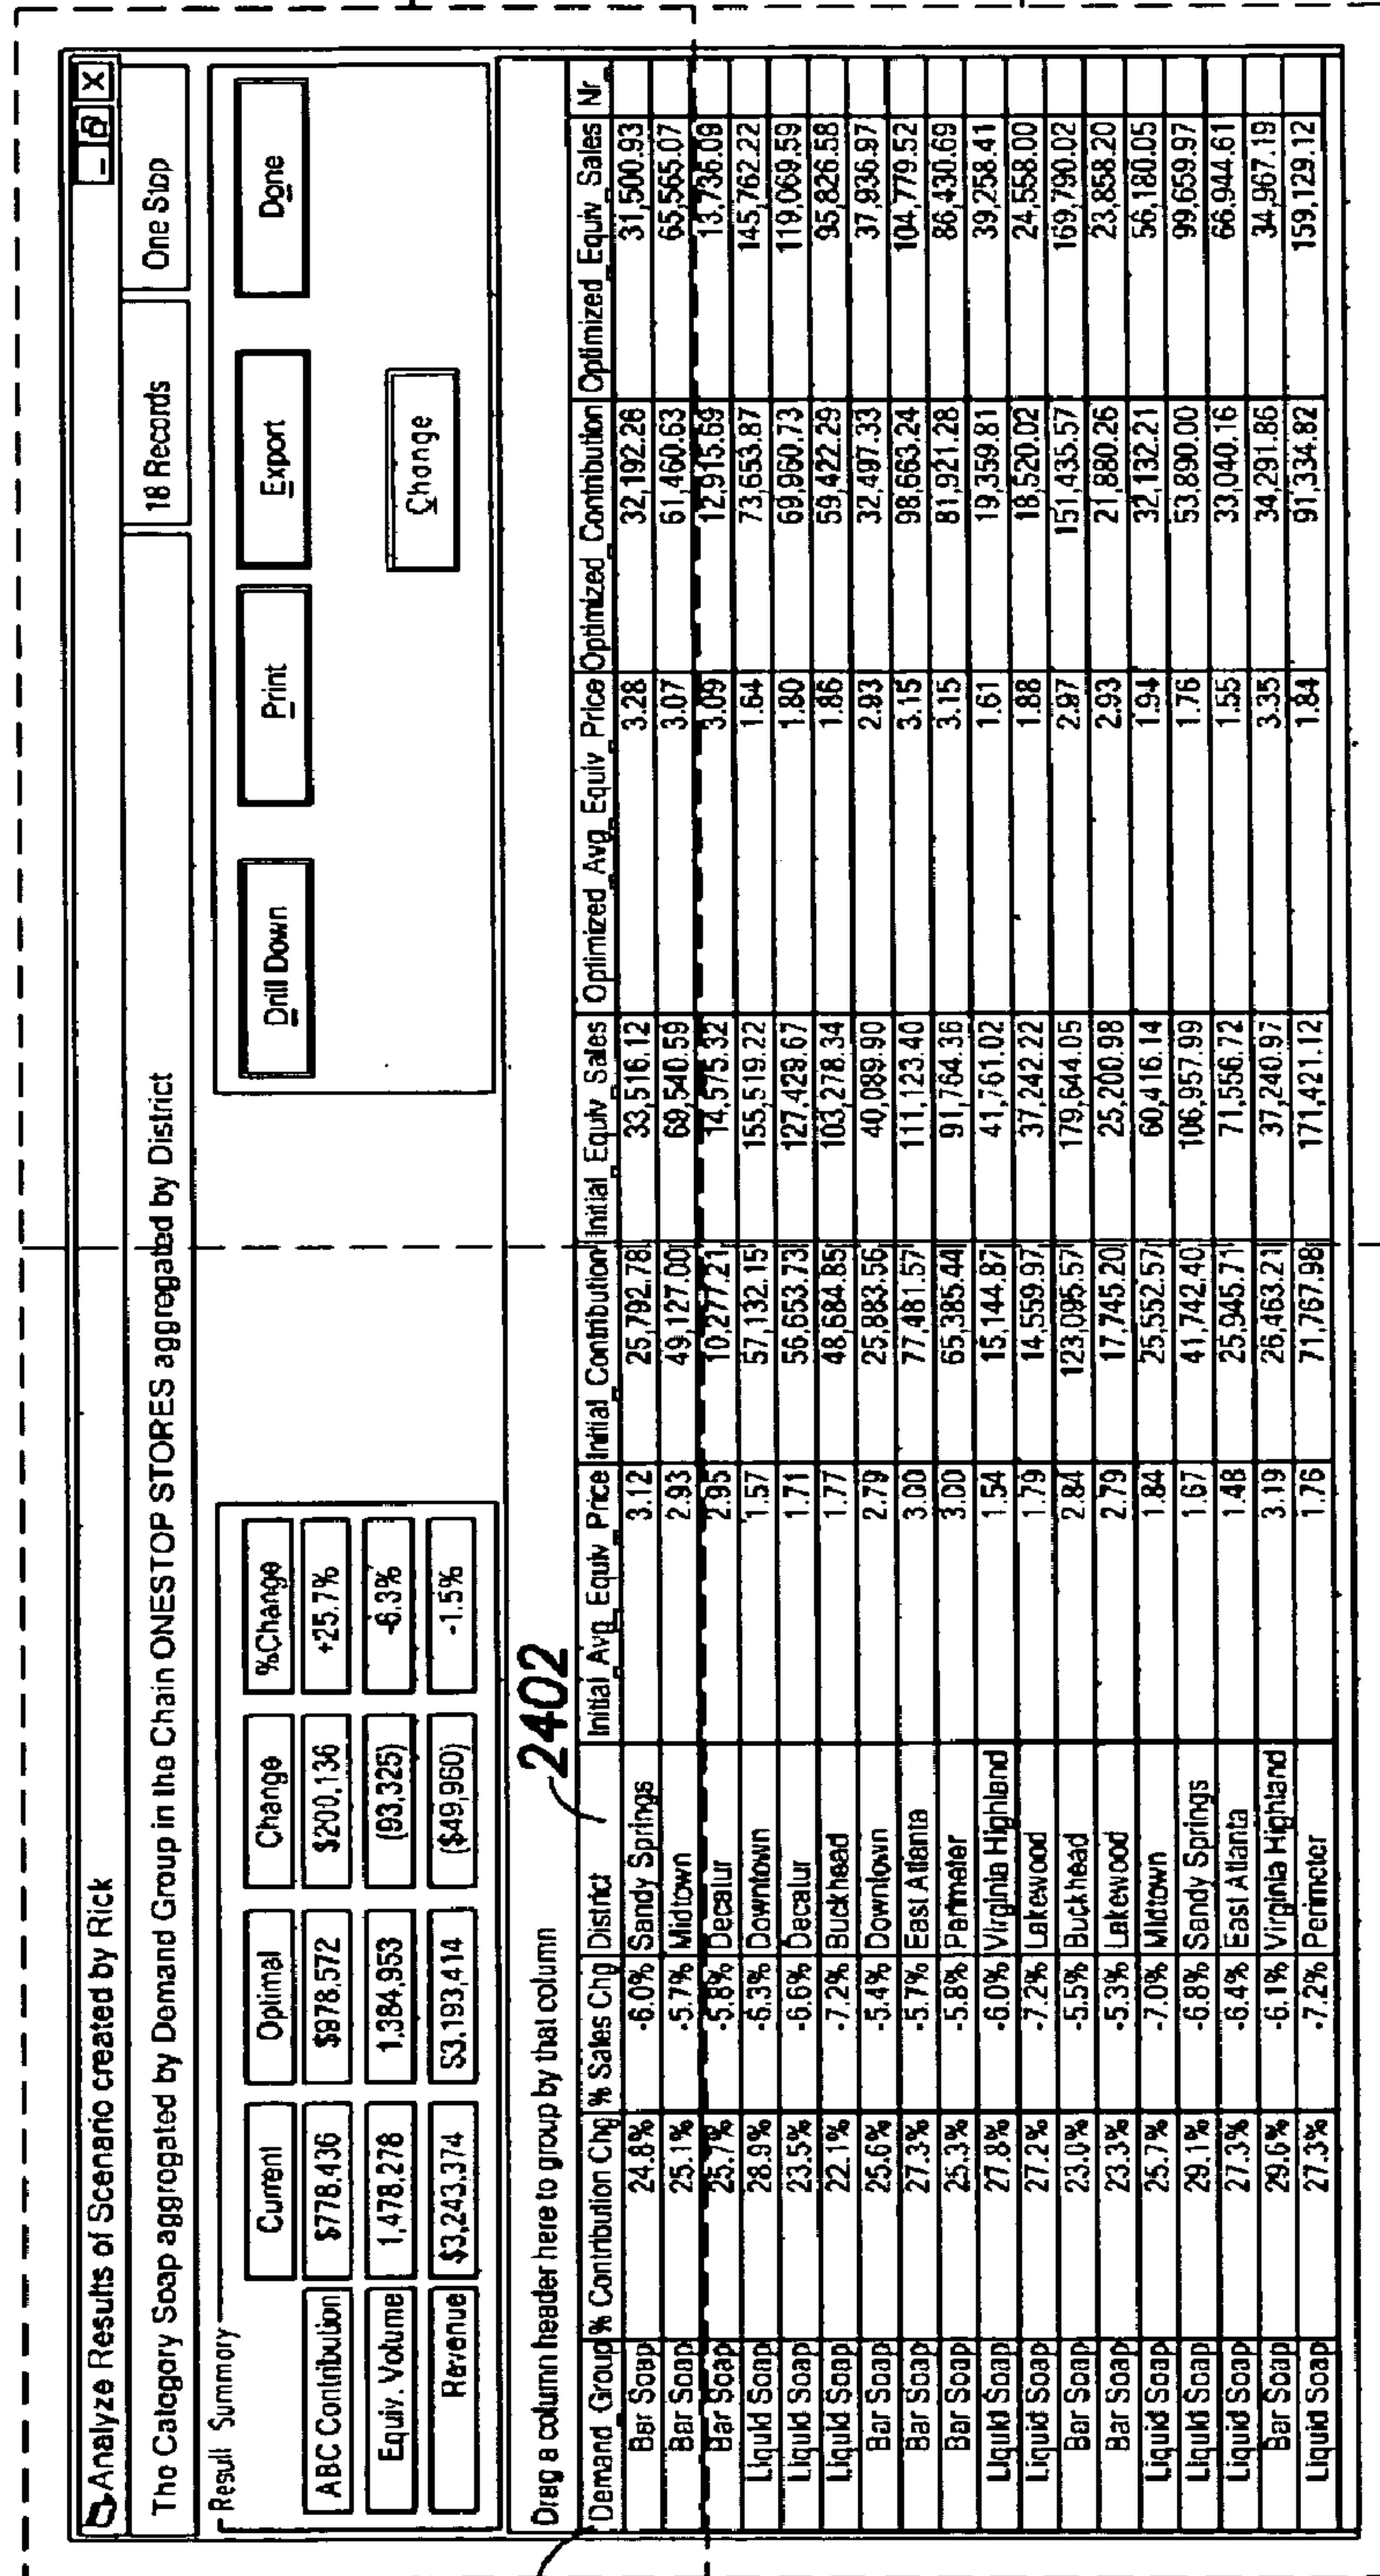 Analyze Results of Scenario created by Rick
The Category Soap aggrogated by Demand Group in the Chain ONESTOP STORES aggregated by District 18 Records One Stop
Result Summary
Current Optimal Change %Change
ABC Contribution $778,436 $978,572 $200,136 +25.7%
Equiv. Volume 1,478,278 1,384,953 (93,325) -6.3%
Revenue $3,243,374 $3,193,414 ($49,960) -1.5%
Drill Down Print Export Done
Change
2402
Drag a column header here to group by that column
Demand Group % Contribution Chg % Sales Chg District Initial_Avg_Equiv_Price Initial_Contribution Initial_Equiv_Sales Optimized_Avg_Equiv_Price Optimized_Contribution Optimized_Equiv_Sales Nr_
Bar Soap 24.8% -6.0% Sandy Springs 3.12 25,792.78 33,516.12 3.28 32,192.26 31,500.93
Bar Soap 25.1% -5.7% Midtown 2.93 49,127.00 69,540.59 3.07 61,460.63 65,565.07
Bar Soap 25.7% -5.8% Decatur 2.95 10,277.21 14,575.32 3.09 12,915.69 13,736.09
Liquid Soap 28.9% -6.3% Downtown 1.57 57,132.15 155,519.22 1.64 73,653.87 145,762.22
Liquid Soap 23.5% -6.6% Decatur 1.71 56,653.73 127,429.67 1.80 69,960.73 119,069.59
Liquid Soap 22.1% -7.2% Buckhead 1.77 48,684.85 103,278.34 1.86 59,422.29 95,826.58
Bar Soap 25.6% -5.4% Downtown 2.79 25,883.56 40,089.90 2.93 32,497.33 37,936.97
Bar Soap 27.3% -5.7% East Atlanta 3.00 77,481.57 111,123.40 3.15 98,663.24 104,779.52
Bar Soap 25.3% -5.8% Perimeter 3.00 65,385.44 91,764.36 3.15 81,921.28 86,430.69
Liquid Soap 27.8% -6.0% Virginia Highland 1.54 15,144.87 41,761.02 1.61 19,359.81 39,258.41
Liquid Soap 27.2% -7.2% Lakewood 1.79 14,559.97 37,242.22 1.88 18,520.02 24,558.00
Bar Soap 23.0% -5.5% Buckhead 2.84 123,095.57 179,644.05 2.97 151,435.57 169,790.02
Bar Soap 23.3% -5.3% Lakewood 2.79 17,745.20 25,200.98 2.93 21,880.26 23,858.20
Liquid Soap 25.7% -7.0% Midtown 1.84 25,552.57 60,416.14 1.94 32,132.21 56,180.05
Liquid Soap 29.1% -6.8% Sandy Springs 1.67 41,742.40 106,957.99 1.76 53,890.00 99,659.97
Liquid Soap 27.3% -6.4% East Atlanta 1.48 25,945.71 71,556.72 1.55 33,040.16 66,944.61
Bar Soap 29.6% -6.1% Virginia Highland 3.19 26,463.21 37,240.97 3.35 34,291.86 34,967.19
Liquid Soap 27.3% -7.2% Perimeter 1.76 71,767.98 171,421.12 1.84 91,334.82 159,129.12